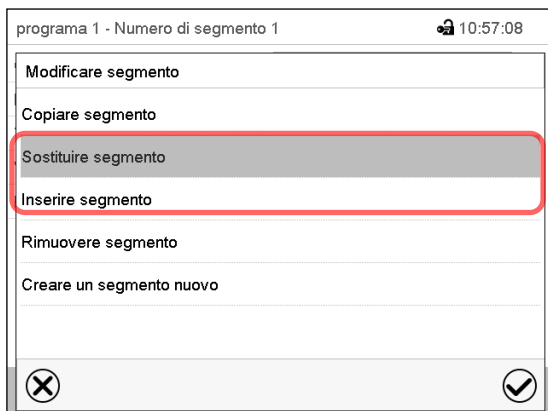 programa 1 - Numero di segmento 1 10:57:08
Modificare segmento
Copiare segmento
Sostituire segmento
Inserire segmento
Rimuovere segmento
Creare un segmento nuovo